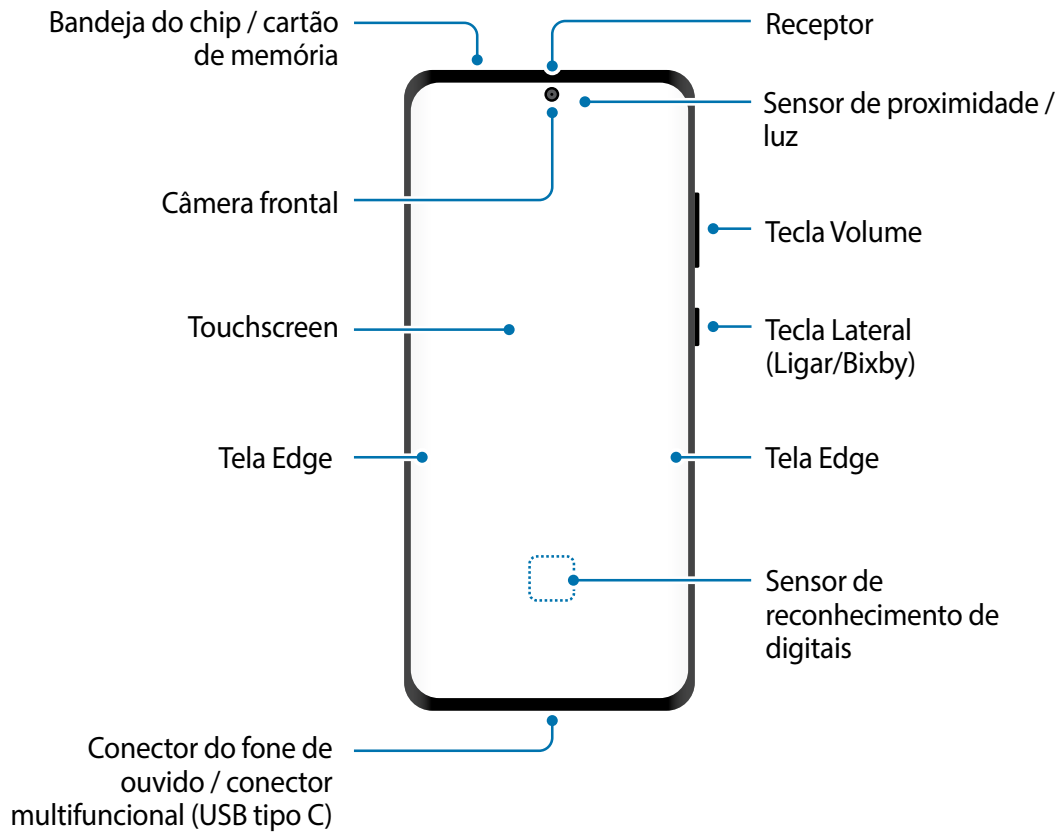 Bandeja do chip / cartão
de memória
Receptor
Sensor de proximidade /
luz
Câmera frontal
Tecla Volume
Touchscreen
Tecla Lateral
(Ligar/Bixby)
Tela Edge
Tela Edge
Sensor de
reconhecimento de
digitais
Conector do fone de
ouvido / conector
multifuncional (USB tipo C)